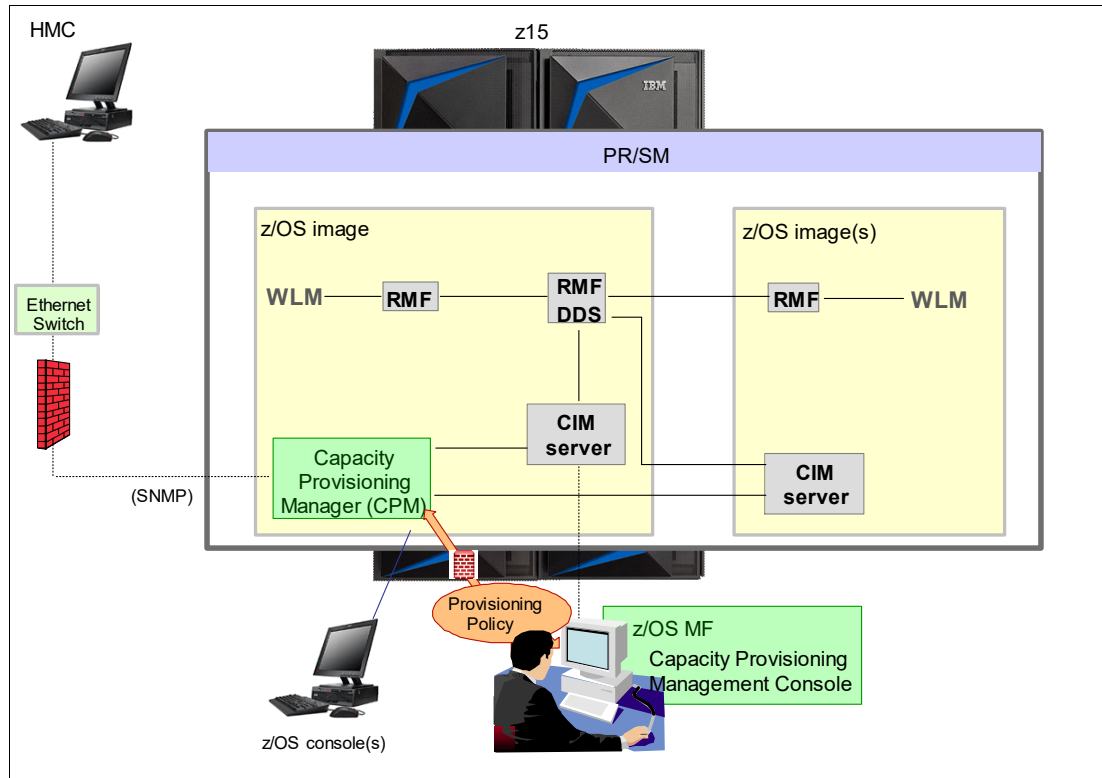 HMC
z15
IBM
PR/SM
z/OS image
z/OS image(s)
WLM
RMF
RMF
DDS
RMF
WLM
Ethernet
Switch
CIM
server
Capacity
Provisioning
Manager (CPM)
CIM
server
(SNMP)
Provisioning
Policy
z/OS MF
Capacity Provisioning
Management Console
z/OS console(s)